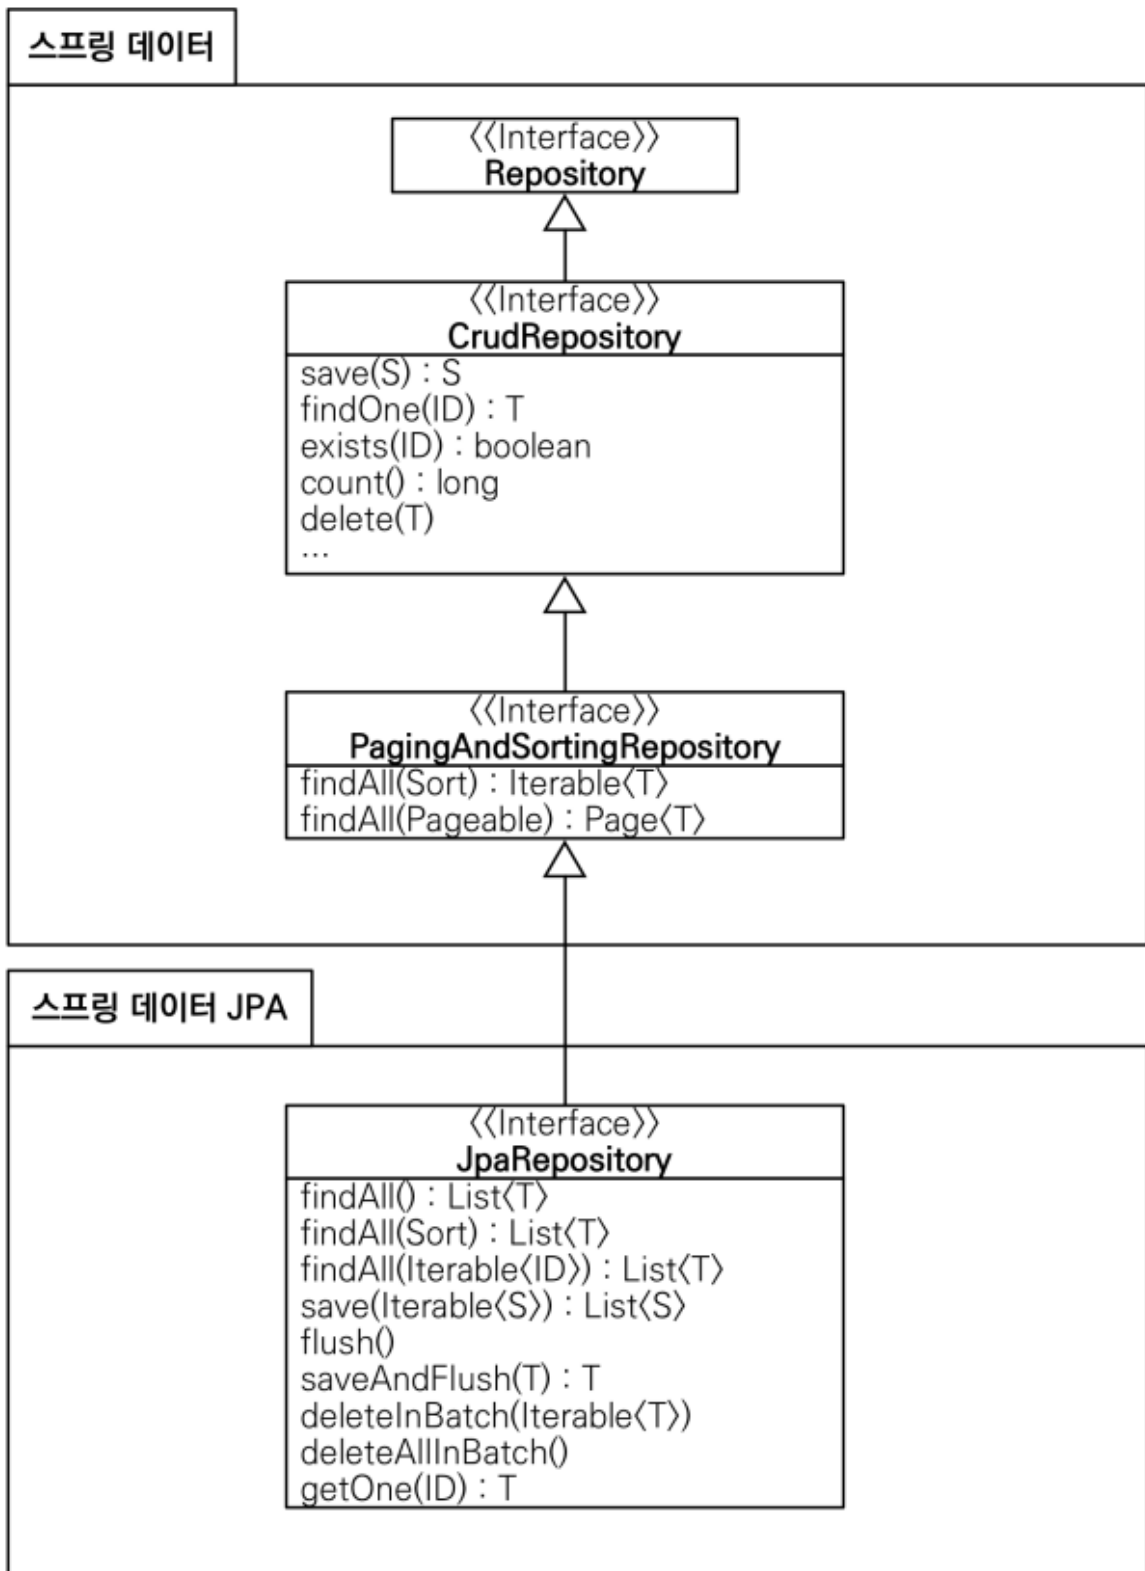 스프링 데이터
〈〈Interface〉〉
Repository
〈〈Interface〉〉
CrudRepository
save(S) : S
findOne(ID) : T
exists(ID) : boolean
count() : long
delete(T)
...
〈〈Interface〉〉
PagingAndSortingRepository
findAll(Sort) : Iterable〈T〉
findAll(Pageable) : Page〈T〉
스프링 데이터 JPA
〈〈Interface〉〉
JpaRepository
findAll() : List〈T〉
findAll(Sort) : List〈T〉
findAll(Iterable〈ID〉) : List〈T〉
save(Iterable〈S〉) : List〈S〉
flush()
saveAndFlush(T) : T
deleteInBatch(Iterable〈T〉)
deleteAllInBatch()
getOne(ID) : T